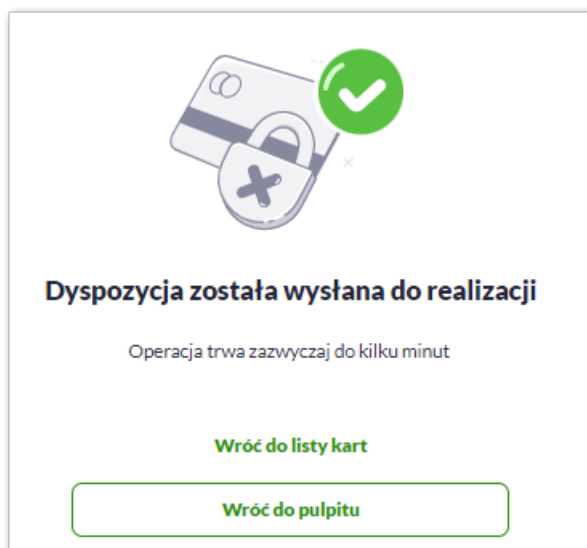 Dyspozycja została wysłana do realizacji
Operacja trwa zazwyczaj do kilku minut
Wróć do listy kart
Wróć do pulpitu